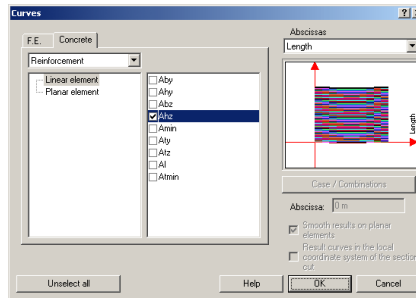 Curves
F.E.
Concrete
Reinforcement
Linear element
Planar element
Aby
Ahy
Abz
Ahz
Amin
Aty
Atz
Al
Atmin
Abscissas
Length
Length
Case / Combinations
Abscissa: 0 m
Smooth results on planar
elements
Result curves in the local
coordinate system of the section
cut
Unselect all
Help
OK
Cancel